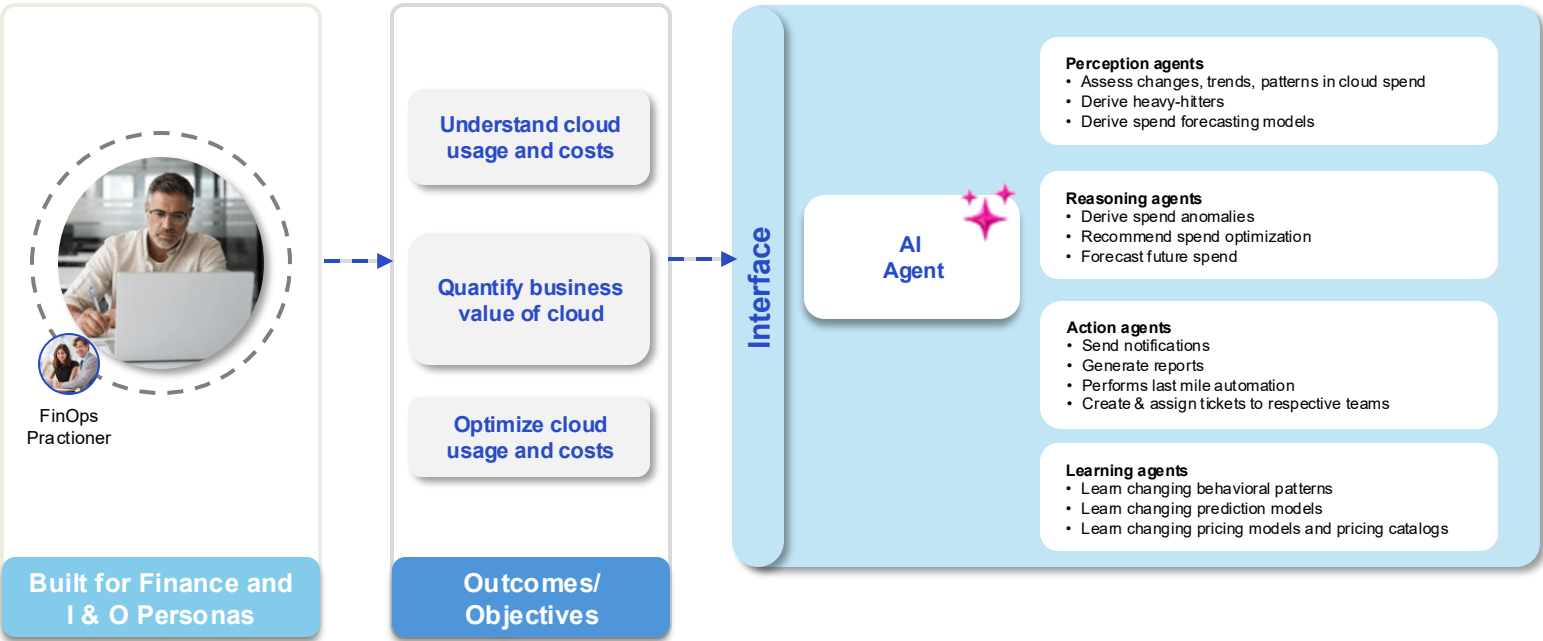 FinOps
Practioner
Built for Finance and
I & O Personas
Understand cloud
usage and costs
Quantify business
value of cloud
Optimize cloud
usage and costs
Outcomes/
Objectives
Interface
AI
Agent
Perception agents
• Assess changes, trends, patterns in cloud spend
• Derive heavy-hitters
• Derive spend forecasting models
Reasoning agents
• Derive spend anomalies
• Recommend spend optimization
• Forecast future spend
Action agents
• Send notifications
• Generate reports
• Performs last mile automation
• Create & assign tickets to respective teams
Learning agents
• Learn changing behavioral patterns
• Learn changing prediction models
• Learn changing pricing models and pricing catalogs